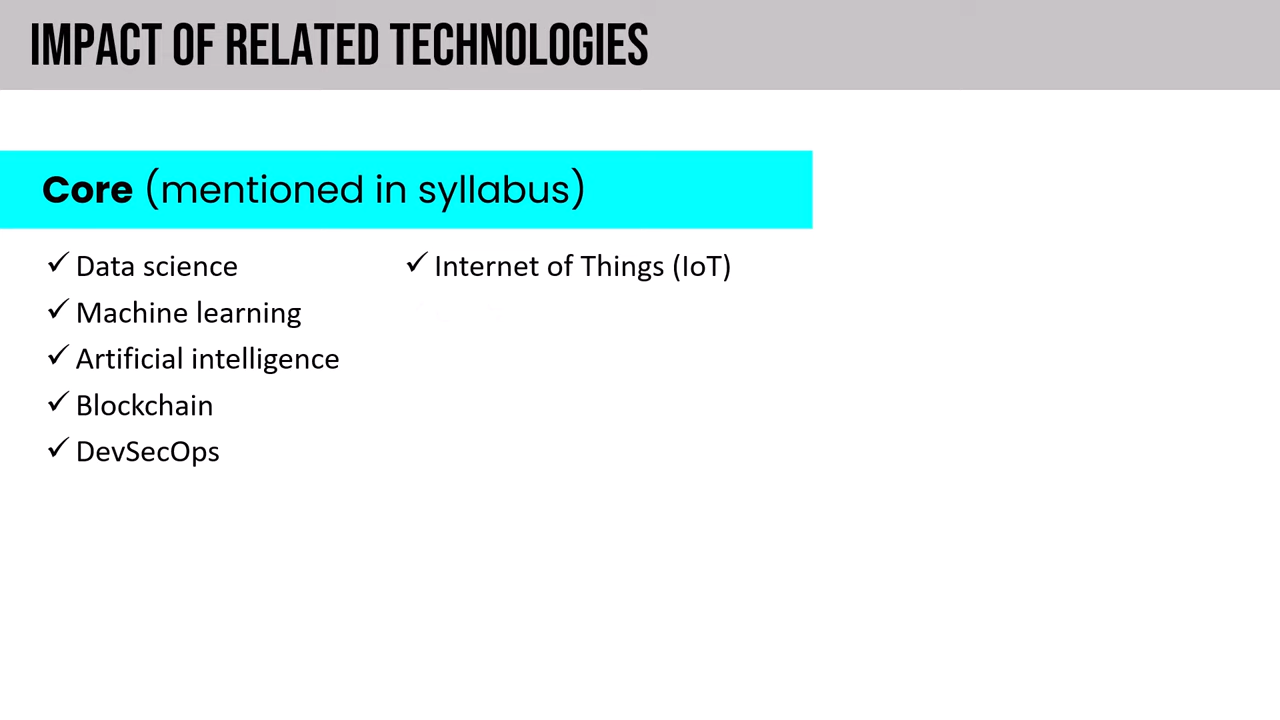 IMPACT OF RELATED TECHNOLOGIES
Core (mentioned in syllabus)
✓ Data science
✓ Machine learning
✓ Artificial intelligence
✓ Blockchain
✓ DevSecOps
✓ Internet of Things (IoT)